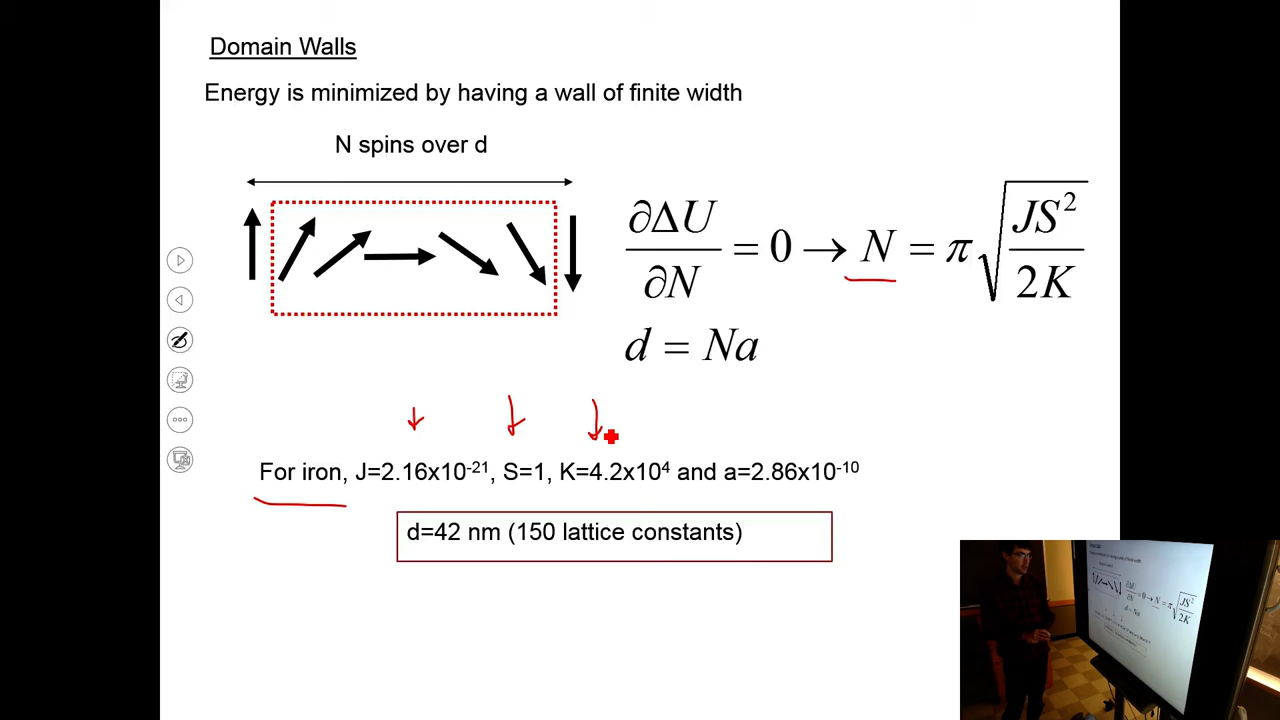 Domain Walls
Energy is minimized by having a wall of finite width
N spins over d
∂ΔU/∂N = 0 → N = π√(JS²/2K)
d = Na
For iron, J=2.16x10⁻²¹, S=1, K=4.2x10⁴ and a=2.86x10⁻¹⁰
d=42 nm (150 lattice constants)